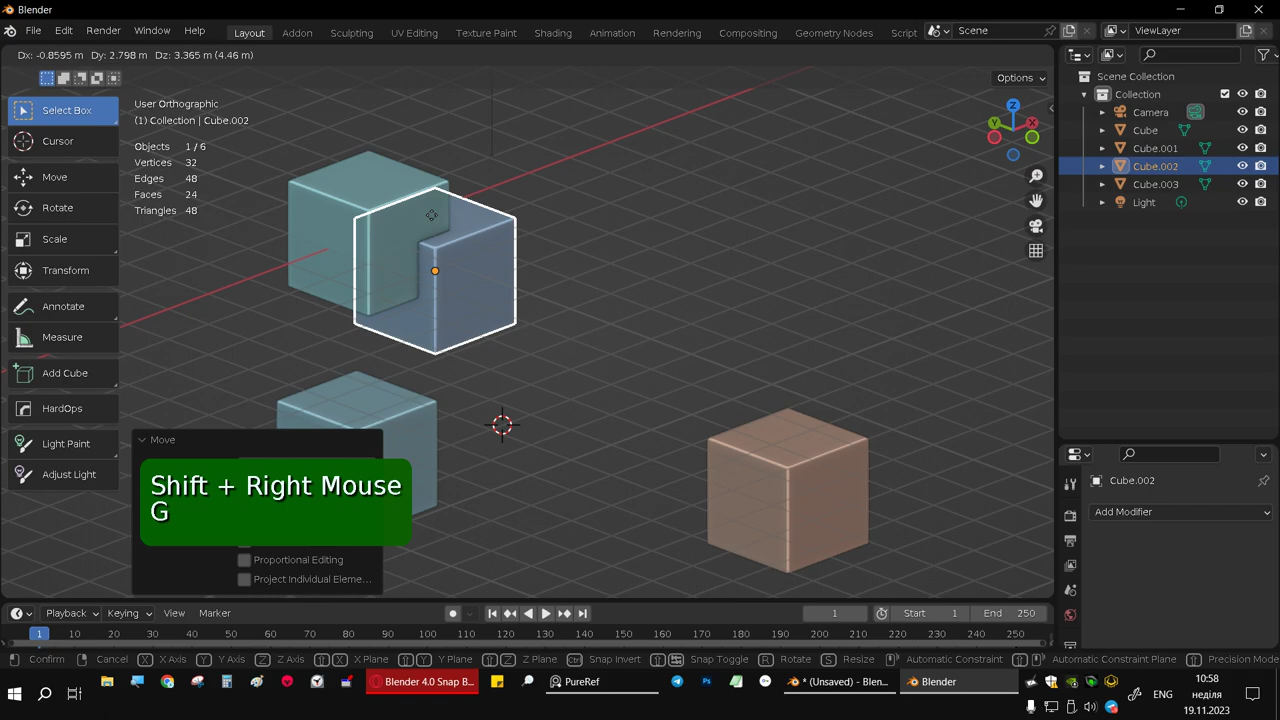 Blender
File Edit Render Window Help Layout Addon Sculpting UV Editing Texture Paint Shading Animation Rendering Compositing Geometry Nodes Script Scene ViewLayer
Dx: -0.8595 m Dy: 2.798 m Dz: 3.365 m (4.46 m)
Options
User Orthographic
(1) Collection | Cube.002
Objects 1/6
Vertices 32
Edges 48
Faces 24
Triangles 48
Select Box
Cursor
Move
Rotate
Scale
Transform
Annotate
Measure
Add Cube
HardOps
Light Paint
Adjust Light
Z
Y
X
Move
Shift + Right Mouse
G
Proportional Editing
Project Individual Eleme...
Scene Collection
Collection
Camera
Cube
Cube.001
Cube.002
Cube.003
Light
Cube.002
Add Modifier
Playback Keying View Marker 1 Start 1 End 250
1 10 20 30 40 50 60 70 80 90 100 110 120 130 140 150 160 170 180 190 200 210 220 230 240 250
Confirm Cancel X X Axis Y Y Axis Z Z Axis X X Plane Y Y Plane Z Z Plane Ctrl Snap Invert Snap Toggle R Rotate S Resize Automatic Constraint Automatic Constraint Plane Precision Mode
Blender 4.0 Snap B... PureRef * (Unsaved) - Blen... Blender
ENG
10:58
неділя
19.11.2023